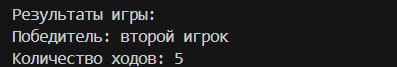 Результаты игры:
Победитель: второй игрок
Количество ходов: 5